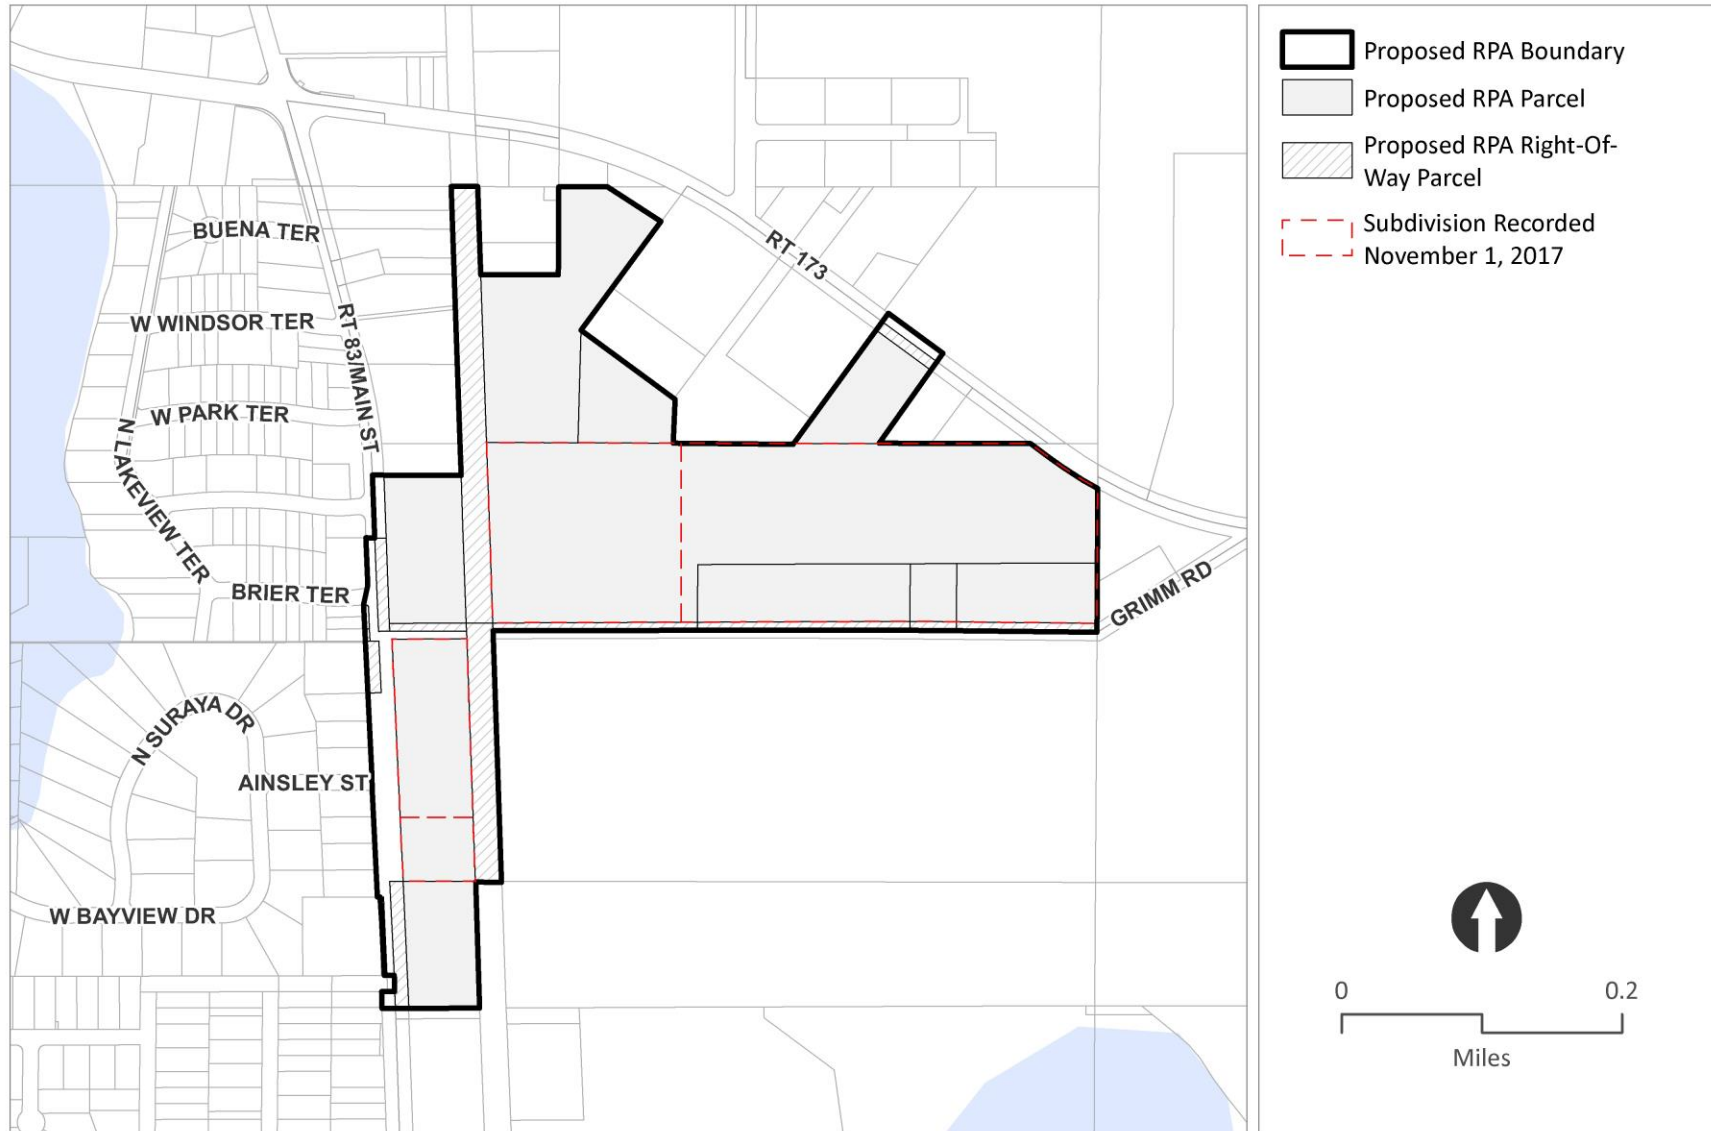 Proposed RPA Boundary
Proposed RPA Parcel
Proposed RPA Right-Of-
Way Parcel
Subdivision Recorded
November 1, 2017
BUENA TER
RT 173
W WINDSOR TER
RT 83/MAIN ST
W PARK TER
N LAKEVIEW TER
BRIER TER
GRIMM RD
N SURAYA DR
AINSLEY ST
W BAYVIEW DR
0 0.2
Miles